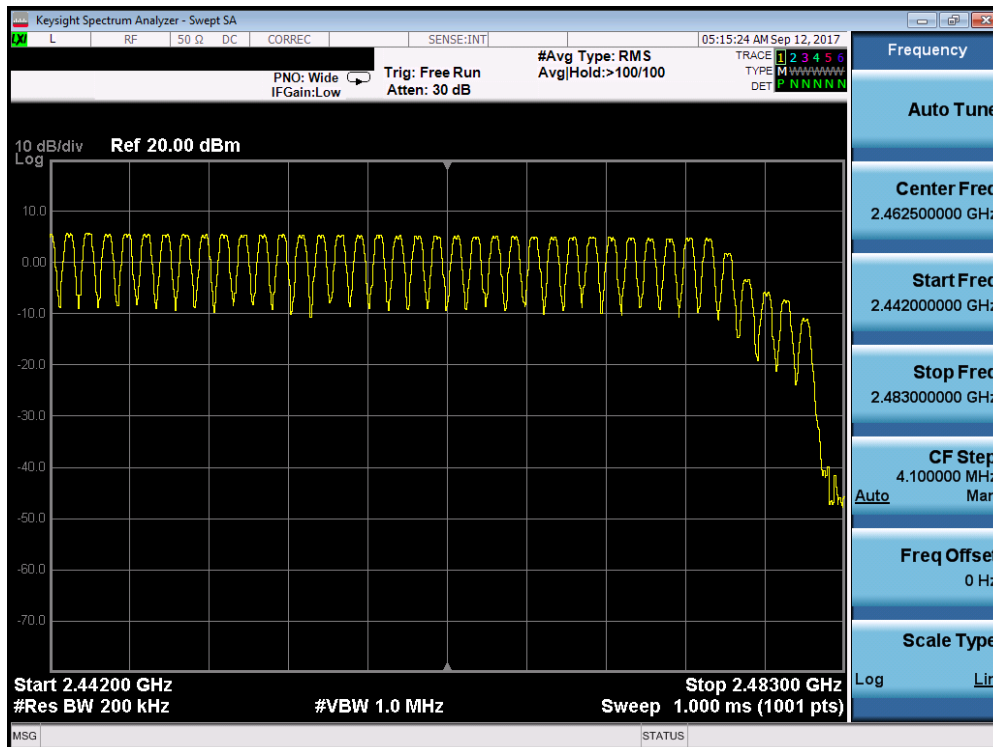 Keysight Spectrum Analyzer - Swept SA
LXI L RF 50 Ω DC CORREC SENSE:INT 05:15:24 AM Sep 12, 2017
PNO: Wide
IFGain:Low
Trig: Free Run
Atten: 30 dB
#Avg Type: RMS
Avg|Hold:>100/100
TRACE 1 2 3 4 5 6
TYPE M WWWWW
DET P N N N N N
10 dB/div Ref 20.00 dBm
Log
10.0
0.00
-10.0
-20.0
-30.0
-40.0
-50.0
-60.0
-70.0
Start 2.44200 GHz Stop 2.48300 GHz
#Res BW 200 kHz #VBW 1.0 MHz Sweep 1.000 ms (1001 pts)
MSG STATUS
Frequency
Auto Tune
Center Freq
2.462500000 GHz
Start Freq
2.442000000 GHz
Stop Freq
2.483000000 GHz
CF Step
4.100000 MHz
Auto Man
Freq Offset
0 Hz
Scale Type
Log Lin